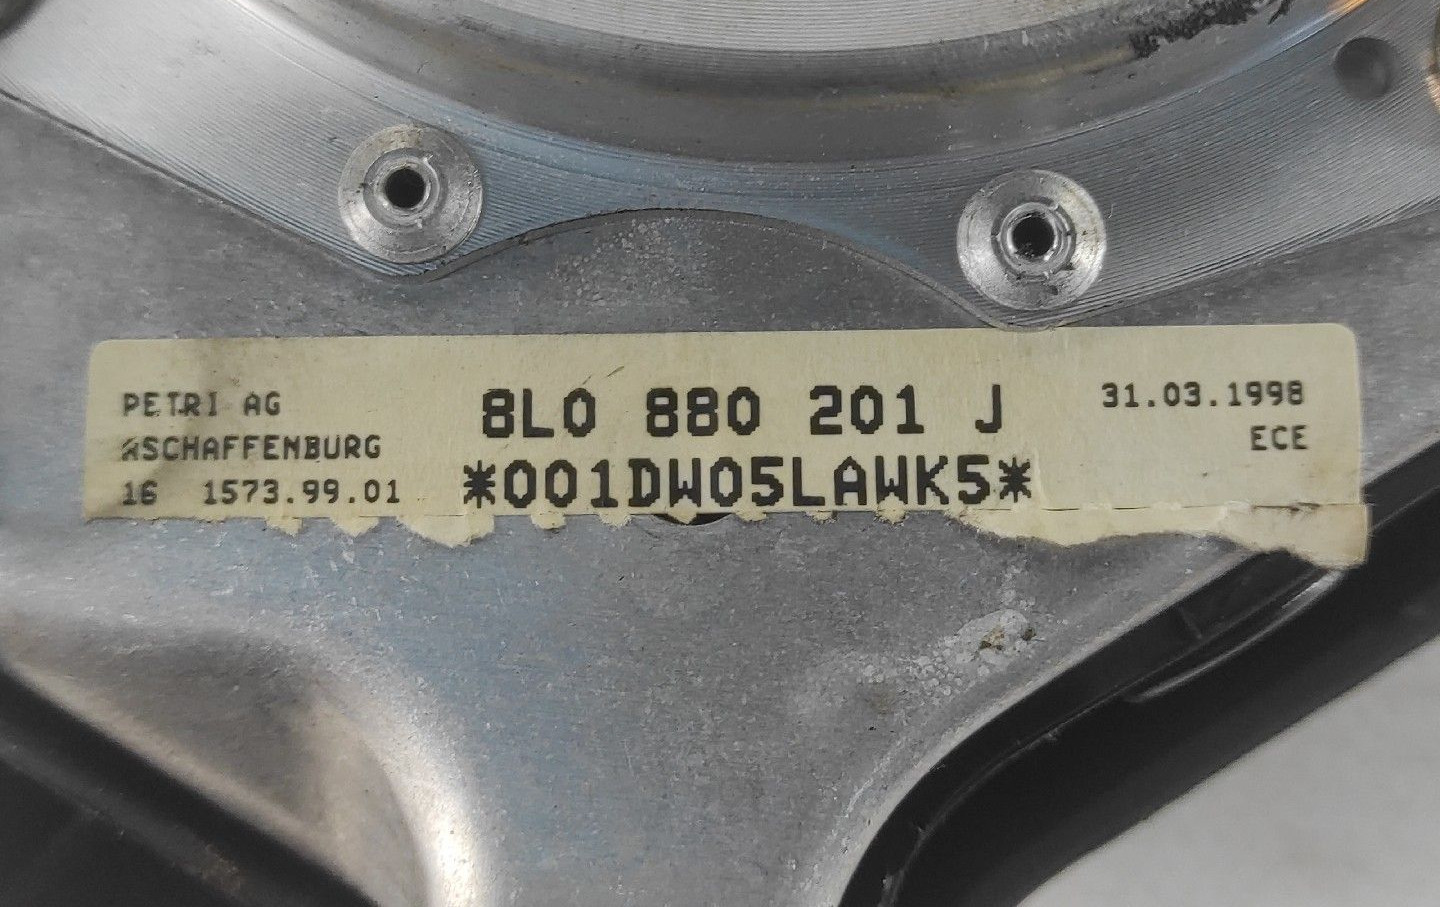 PETRI AG
ASCHAFFENBURG
16 1573.99.01
8L0 880 201 J
*001DW05LAWK5*
31.03.1998
ECE